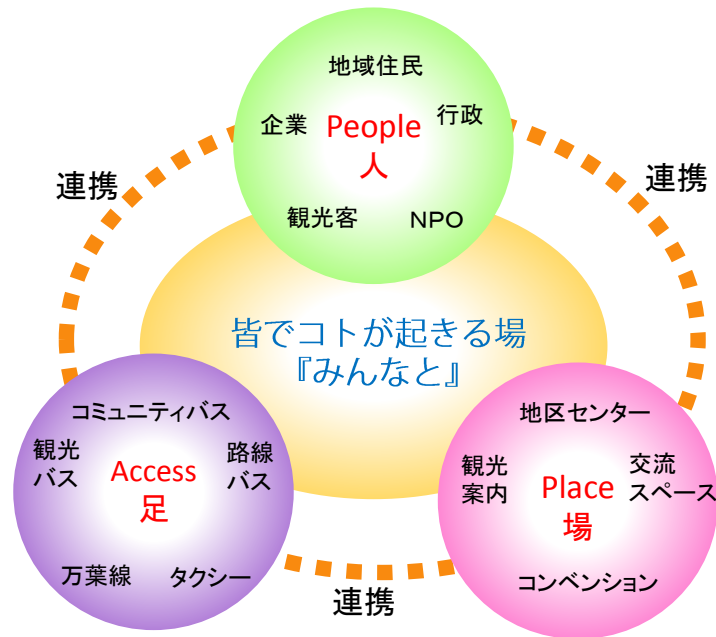 地域住民
企業
People
人
行政
観光客
NPO
連携
連携
皆でコトが起きる場
『みんなと』
コミュニティバス
観光
バス
Access
足
路線
バス
万葉線
タクシー
地区センター
観光
案内
Place
場
交流
スペース
コンベンション
連携